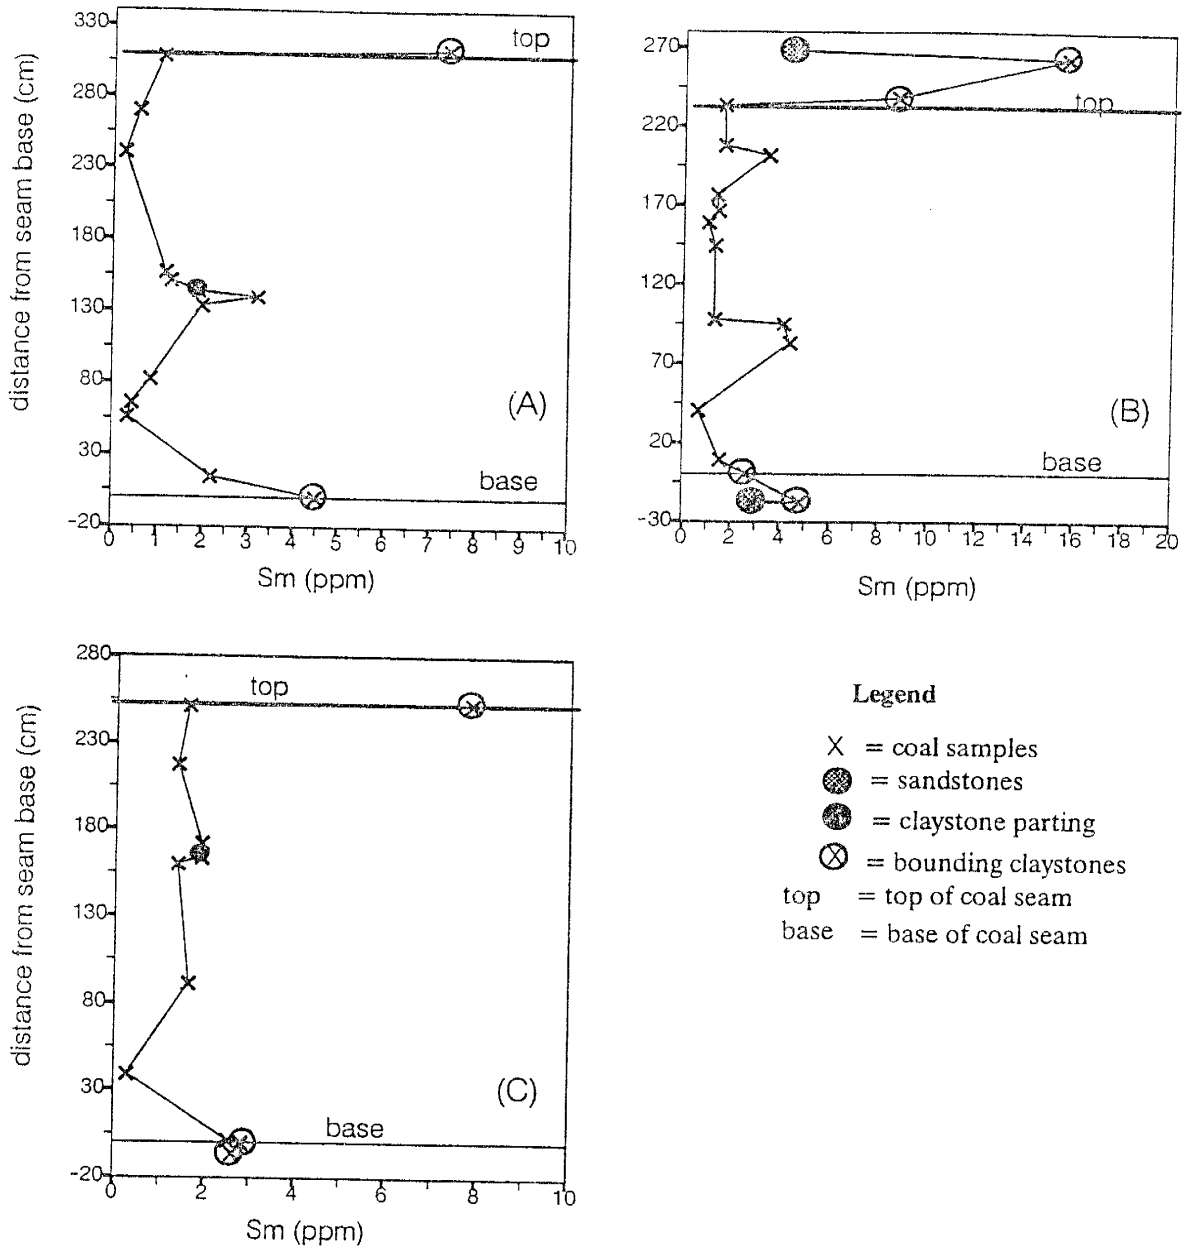 330
280
230
180
130
80
30
-20
distance from seam base (cm)
top
(A)
base
0 1 2 3 4 5 6 7 8 9 10
Sm (ppm)
270
220
170
120
70
20
-30
top
(B)
base
0 2 4 6 8 10 12 14 16 18 20
Sm (ppm)
280
230
180
130
80
30
-20
distance from seam base (cm)
top
(C)
base
0 2 4 6 8 10
Sm (ppm)
Legend
X = coal samples
= sandstones
= claystone parting
= bounding claystones
top = top of coal seam
base = base of coal seam